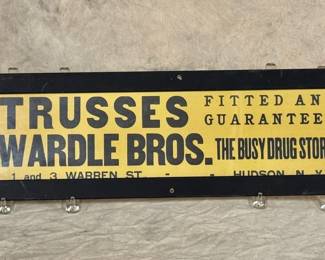 TRUSSES FITTED AN
GUARANTEE
WARDLE BROS. THE BUSY DRUG STOR
1 and 3 WARREN ST. - - HUDSON, N. Y.